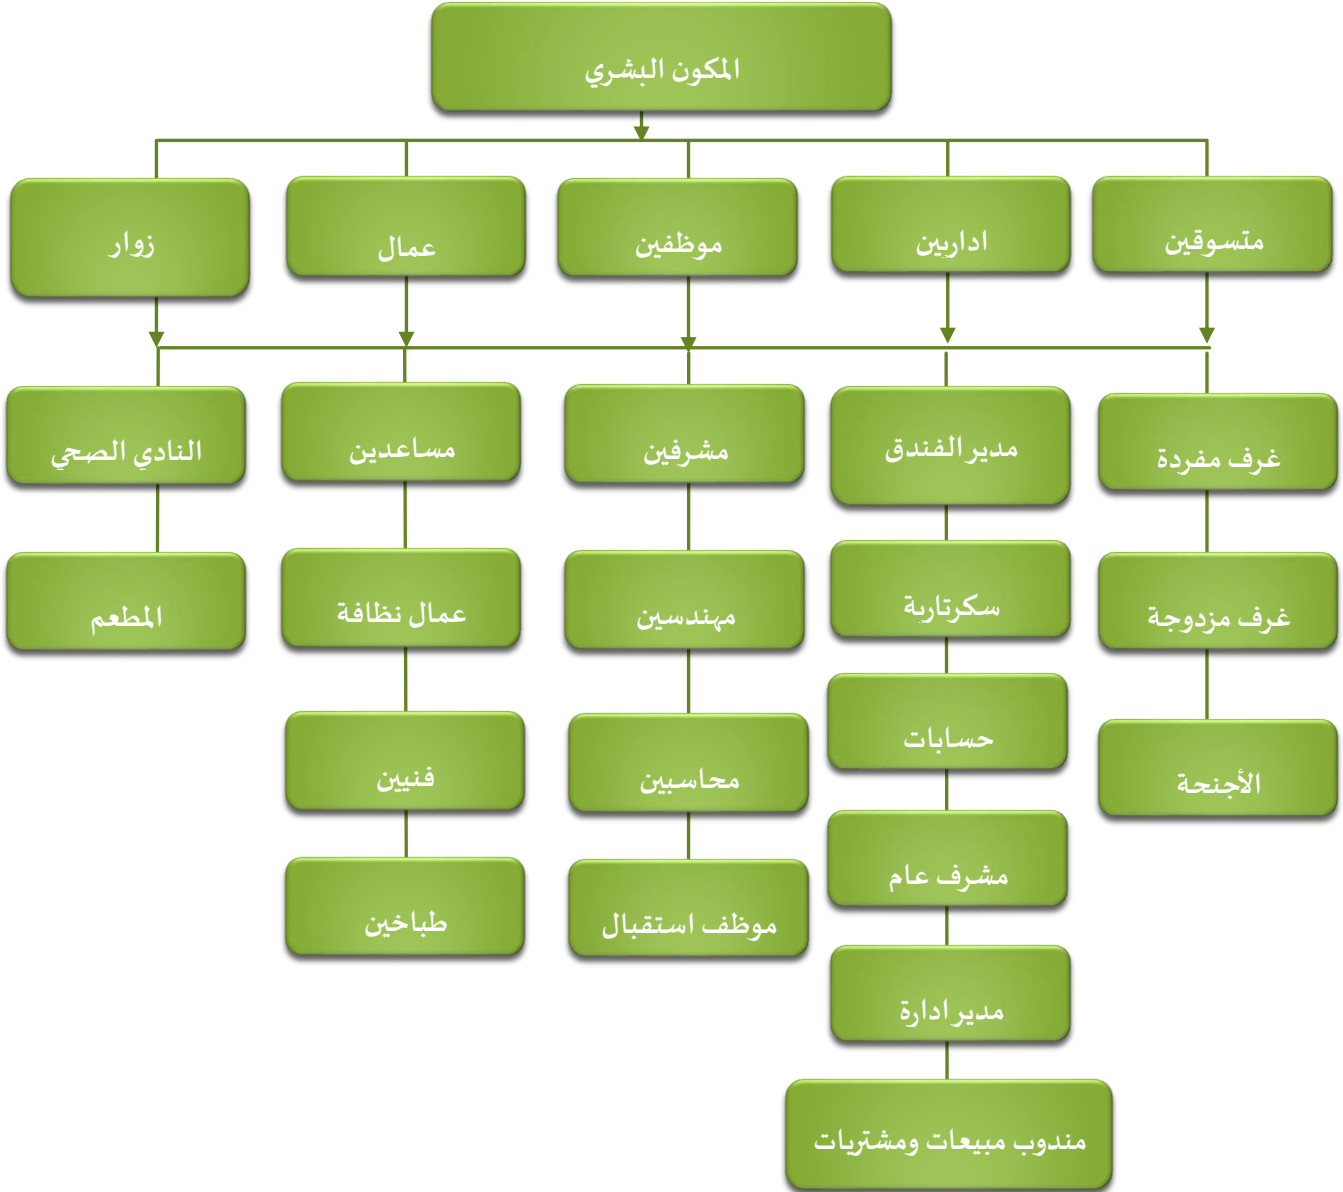 المكون البشري
متسوقين
اداريين
موظفين
عمال
زوار
غرف مفردة
غرف مزدوجة
الأجنحة
مدير الفندق
سكرتارية
حسابات
مشرف عام
مدير ادارة
مندوب مبيعات ومشتريات
مشرفين
مهندسين
محاسبين
موظف استقبال
مساعدين
عمال نظافة
فنيين
طباخين
النادي الصحي
المطعم